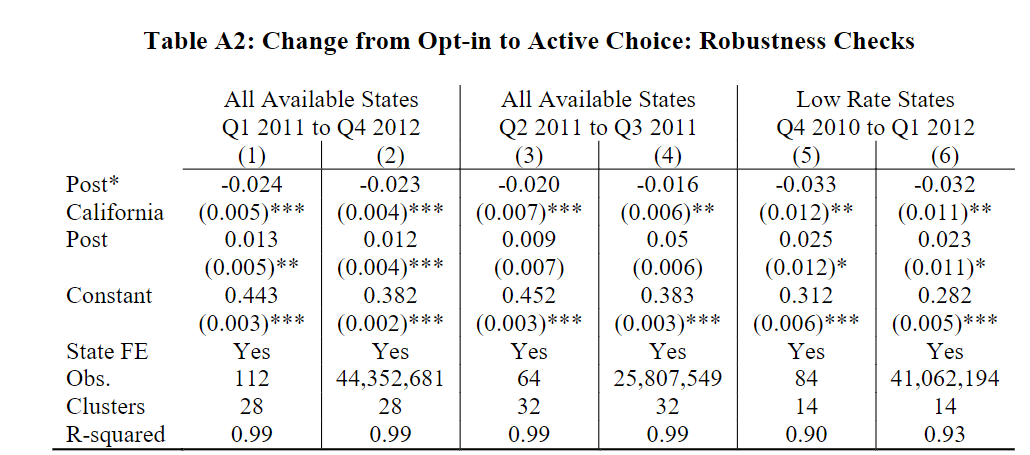 Table A2: Change from Opt-in to Active Choice: Robustness Checks
All Available States All Available States Low Rate States
Q1 2011 to Q4 2012 Q2 2011 to Q3 2011 Q4 2010 to Q1 2012
(1) (2) (3) (4) (5) (6)
Post* -0.024 -0.023 -0.020 -0.016 -0.033 -0.032
California (0.005)*** (0.004)*** (0.007)*** (0.006)** (0.012)** (0.011)**
Post 0.013 0.012 0.009 0.05 0.025 0.023
(0.005)** (0.004)*** (0.007) (0.006) (0.012)* (0.011)*
Constant 0.443 0.382 0.452 0.383 0.312 0.282
(0.003)*** (0.002)*** (0.003)*** (0.003)*** (0.006)*** (0.005)***
State FE Yes Yes Yes Yes Yes Yes
Obs. 112 44,352,681 64 25,807,549 84 41,062,194
Clusters 28 28 32 32 14 14
R-squared 0.99 0.99 0.99 0.99 0.90 0.93